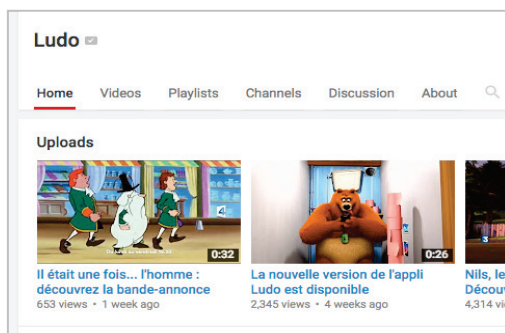 Ludo
Home Videos Playlists Channels Discussion About
Uploads
4
0:32
0:26
3
Il était une fois... l'homme : découvrez la bande-annonce
653 views • 1 week ago
La nouvelle version de l'appli Ludo est disponible
2,345 views • 4 weeks ago
Nils, le
Découv
4,314 vi